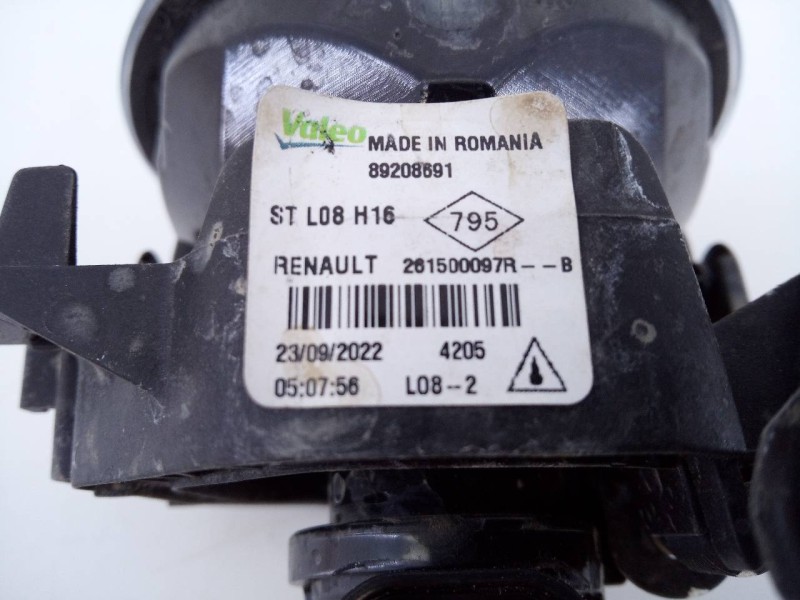 Valeo MADE IN ROMANIA
89208691
ST L08 H16 795
RENAULT 261500097R--B
23/09/2022 4205
05:07:56 L08--2